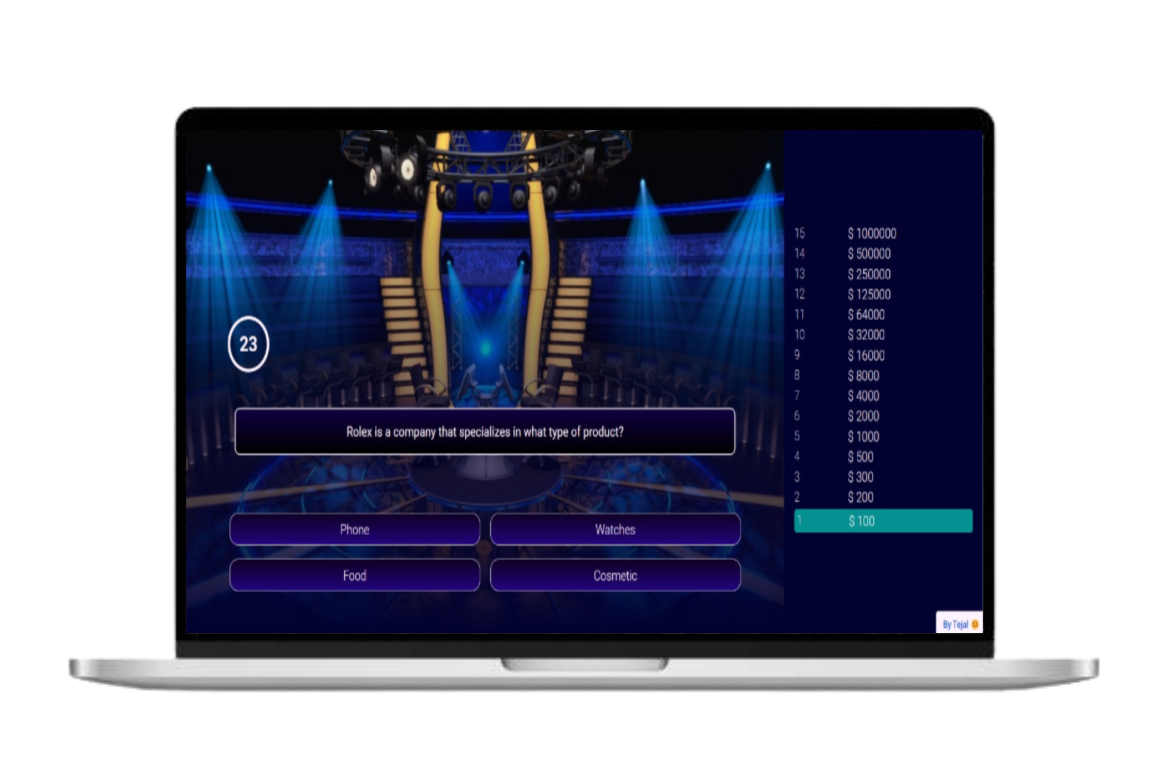 23
Rolex is a company that specializes in what type of product?
Phone
Watches
Food
Cosmetic
15 $ 1000000
14 $ 500000
13 $ 250000
12 $ 125000
11 $ 64000
10 $ 32000
9 $ 16000
8 $ 8000
7 $ 4000
6 $ 2000
5 $ 1000
4 $ 500
3 $ 300
2 $ 200
1 $ 100
By Tejal 😊